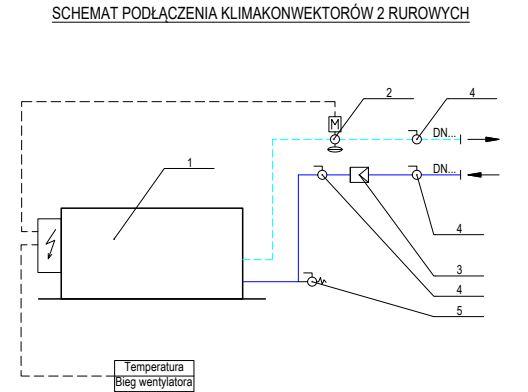 SCHEMAT PODŁĄCZENIA KLIMAKONWEKTORÓW 2 RUROWYCH
2
4
M
DN...
1
DN...
4
3
4
5
Temperatura
Bieg wentylatora